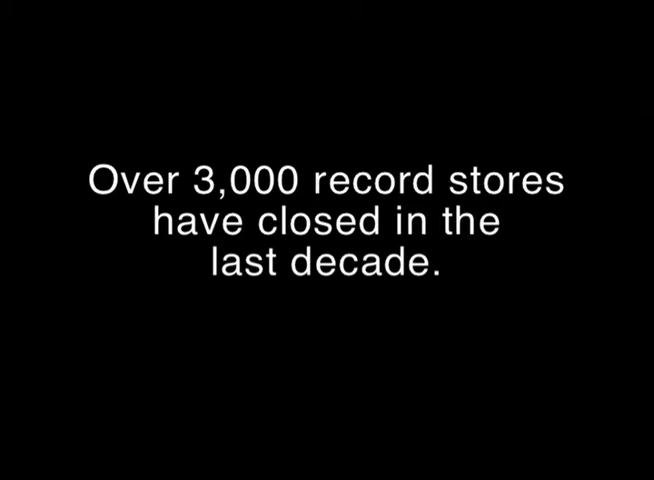 Over 3,000 record stores
have closed in the
last decade.